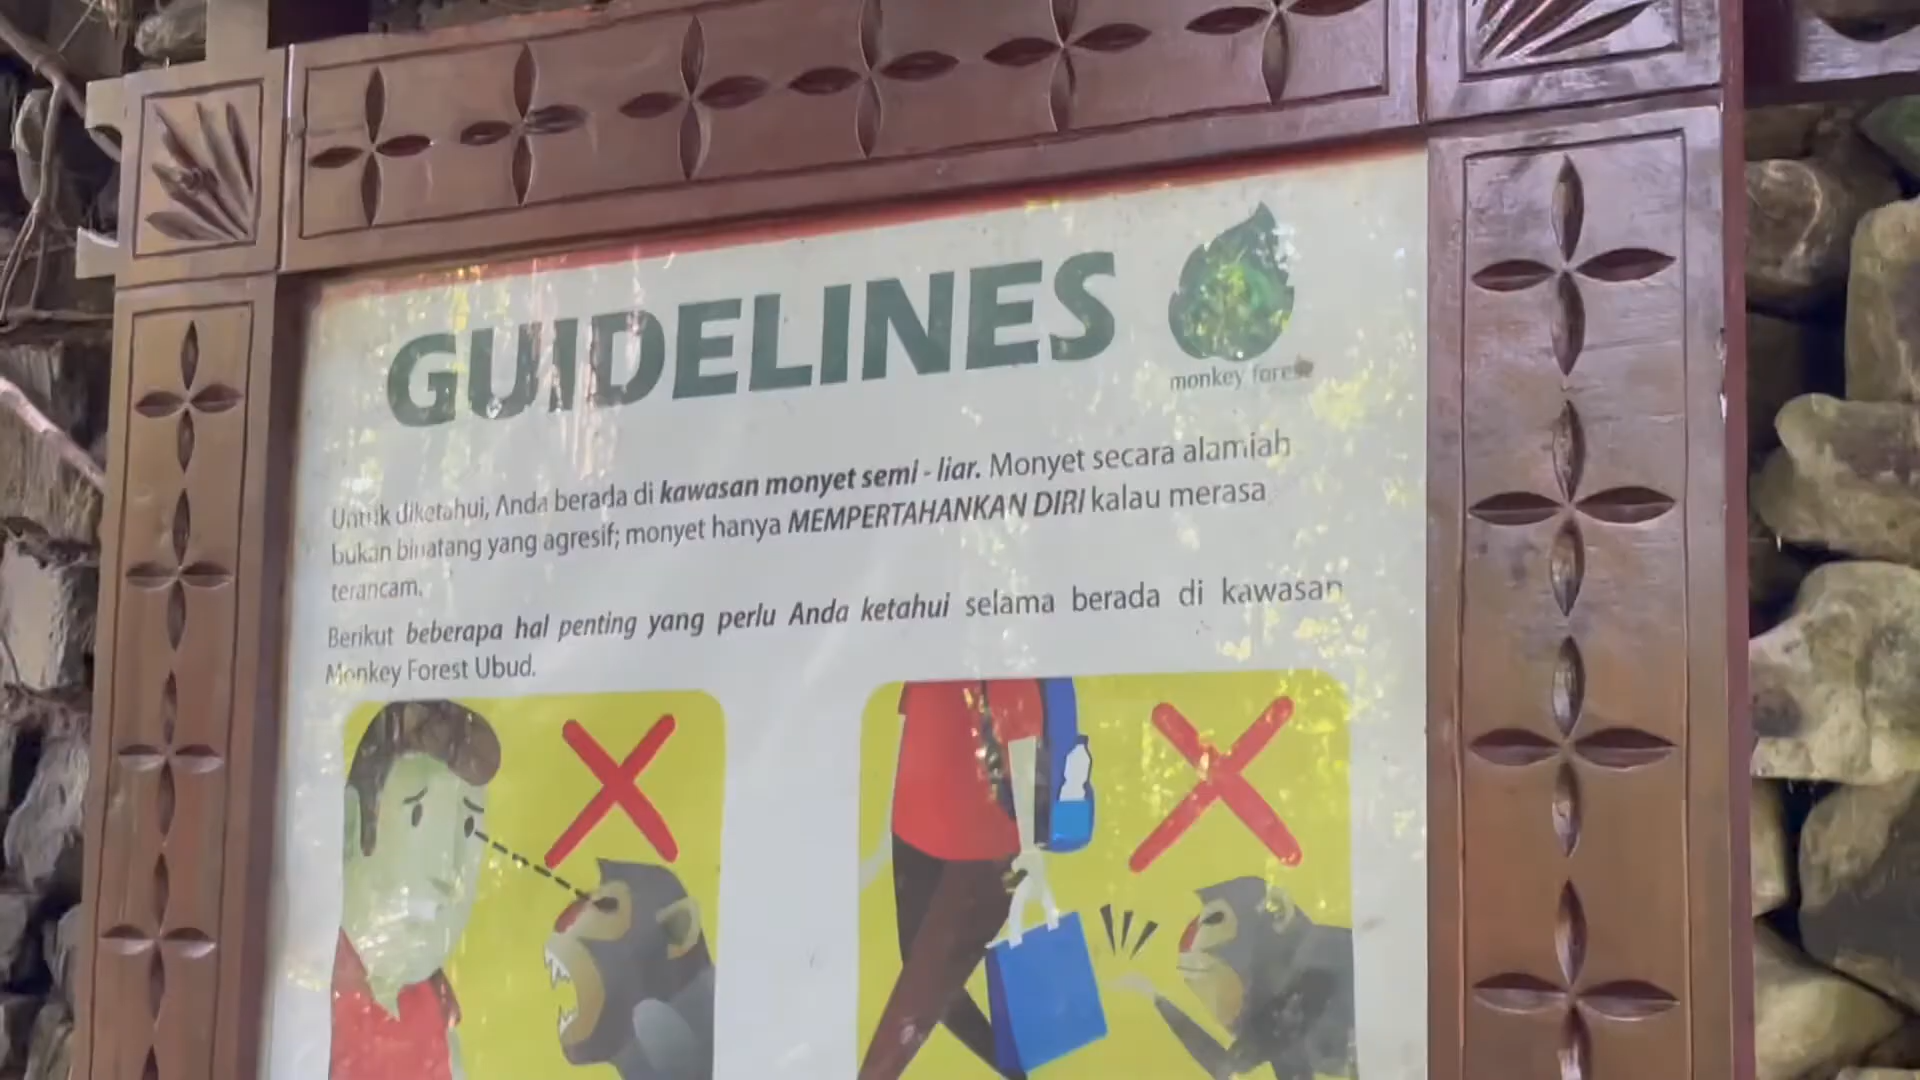 GUIDELINES
monkey forest
Untuk diketahui, Anda berada di kawasan monyet semi - liar. Monyet secara alamiah
bukan binatang yang agresif; monyet hanya MEMPERTAHANKAN DIRI kalau merasa
terancam.
Berikut beberapa hal penting yang perlu Anda ketahui selama berada di kawasan
Monkey Forest Ubud.